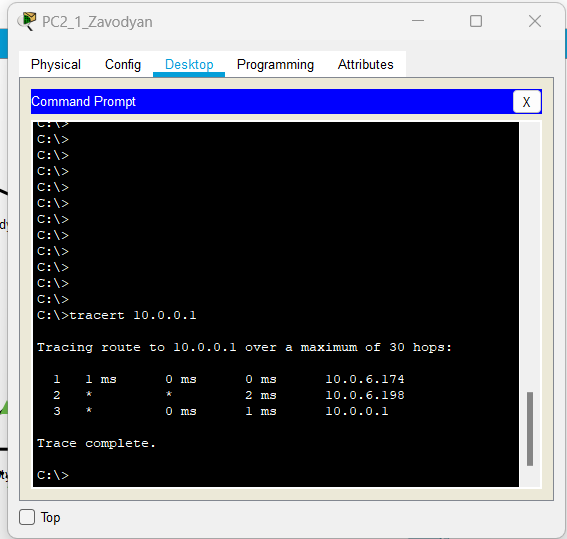 PC2_1_Zavodyan
Physical Config Desktop Programming Attributes
Command Prompt X
C:\>
C:\>
C:\>
C:\>
C:\>
C:\>
C:\>
C:\>
C:\>
C:\>
C:\>
C:\>
C:\>tracert 10.0.0.1
Tracing route to 10.0.0.1 over a maximum of 30 hops:
1 1 ms 0 ms 0 ms 10.0.6.174
2 * * 2 ms 10.0.6.198
3 * 0 ms 1 ms 10.0.0.1
Trace complete.
C:\>
Top